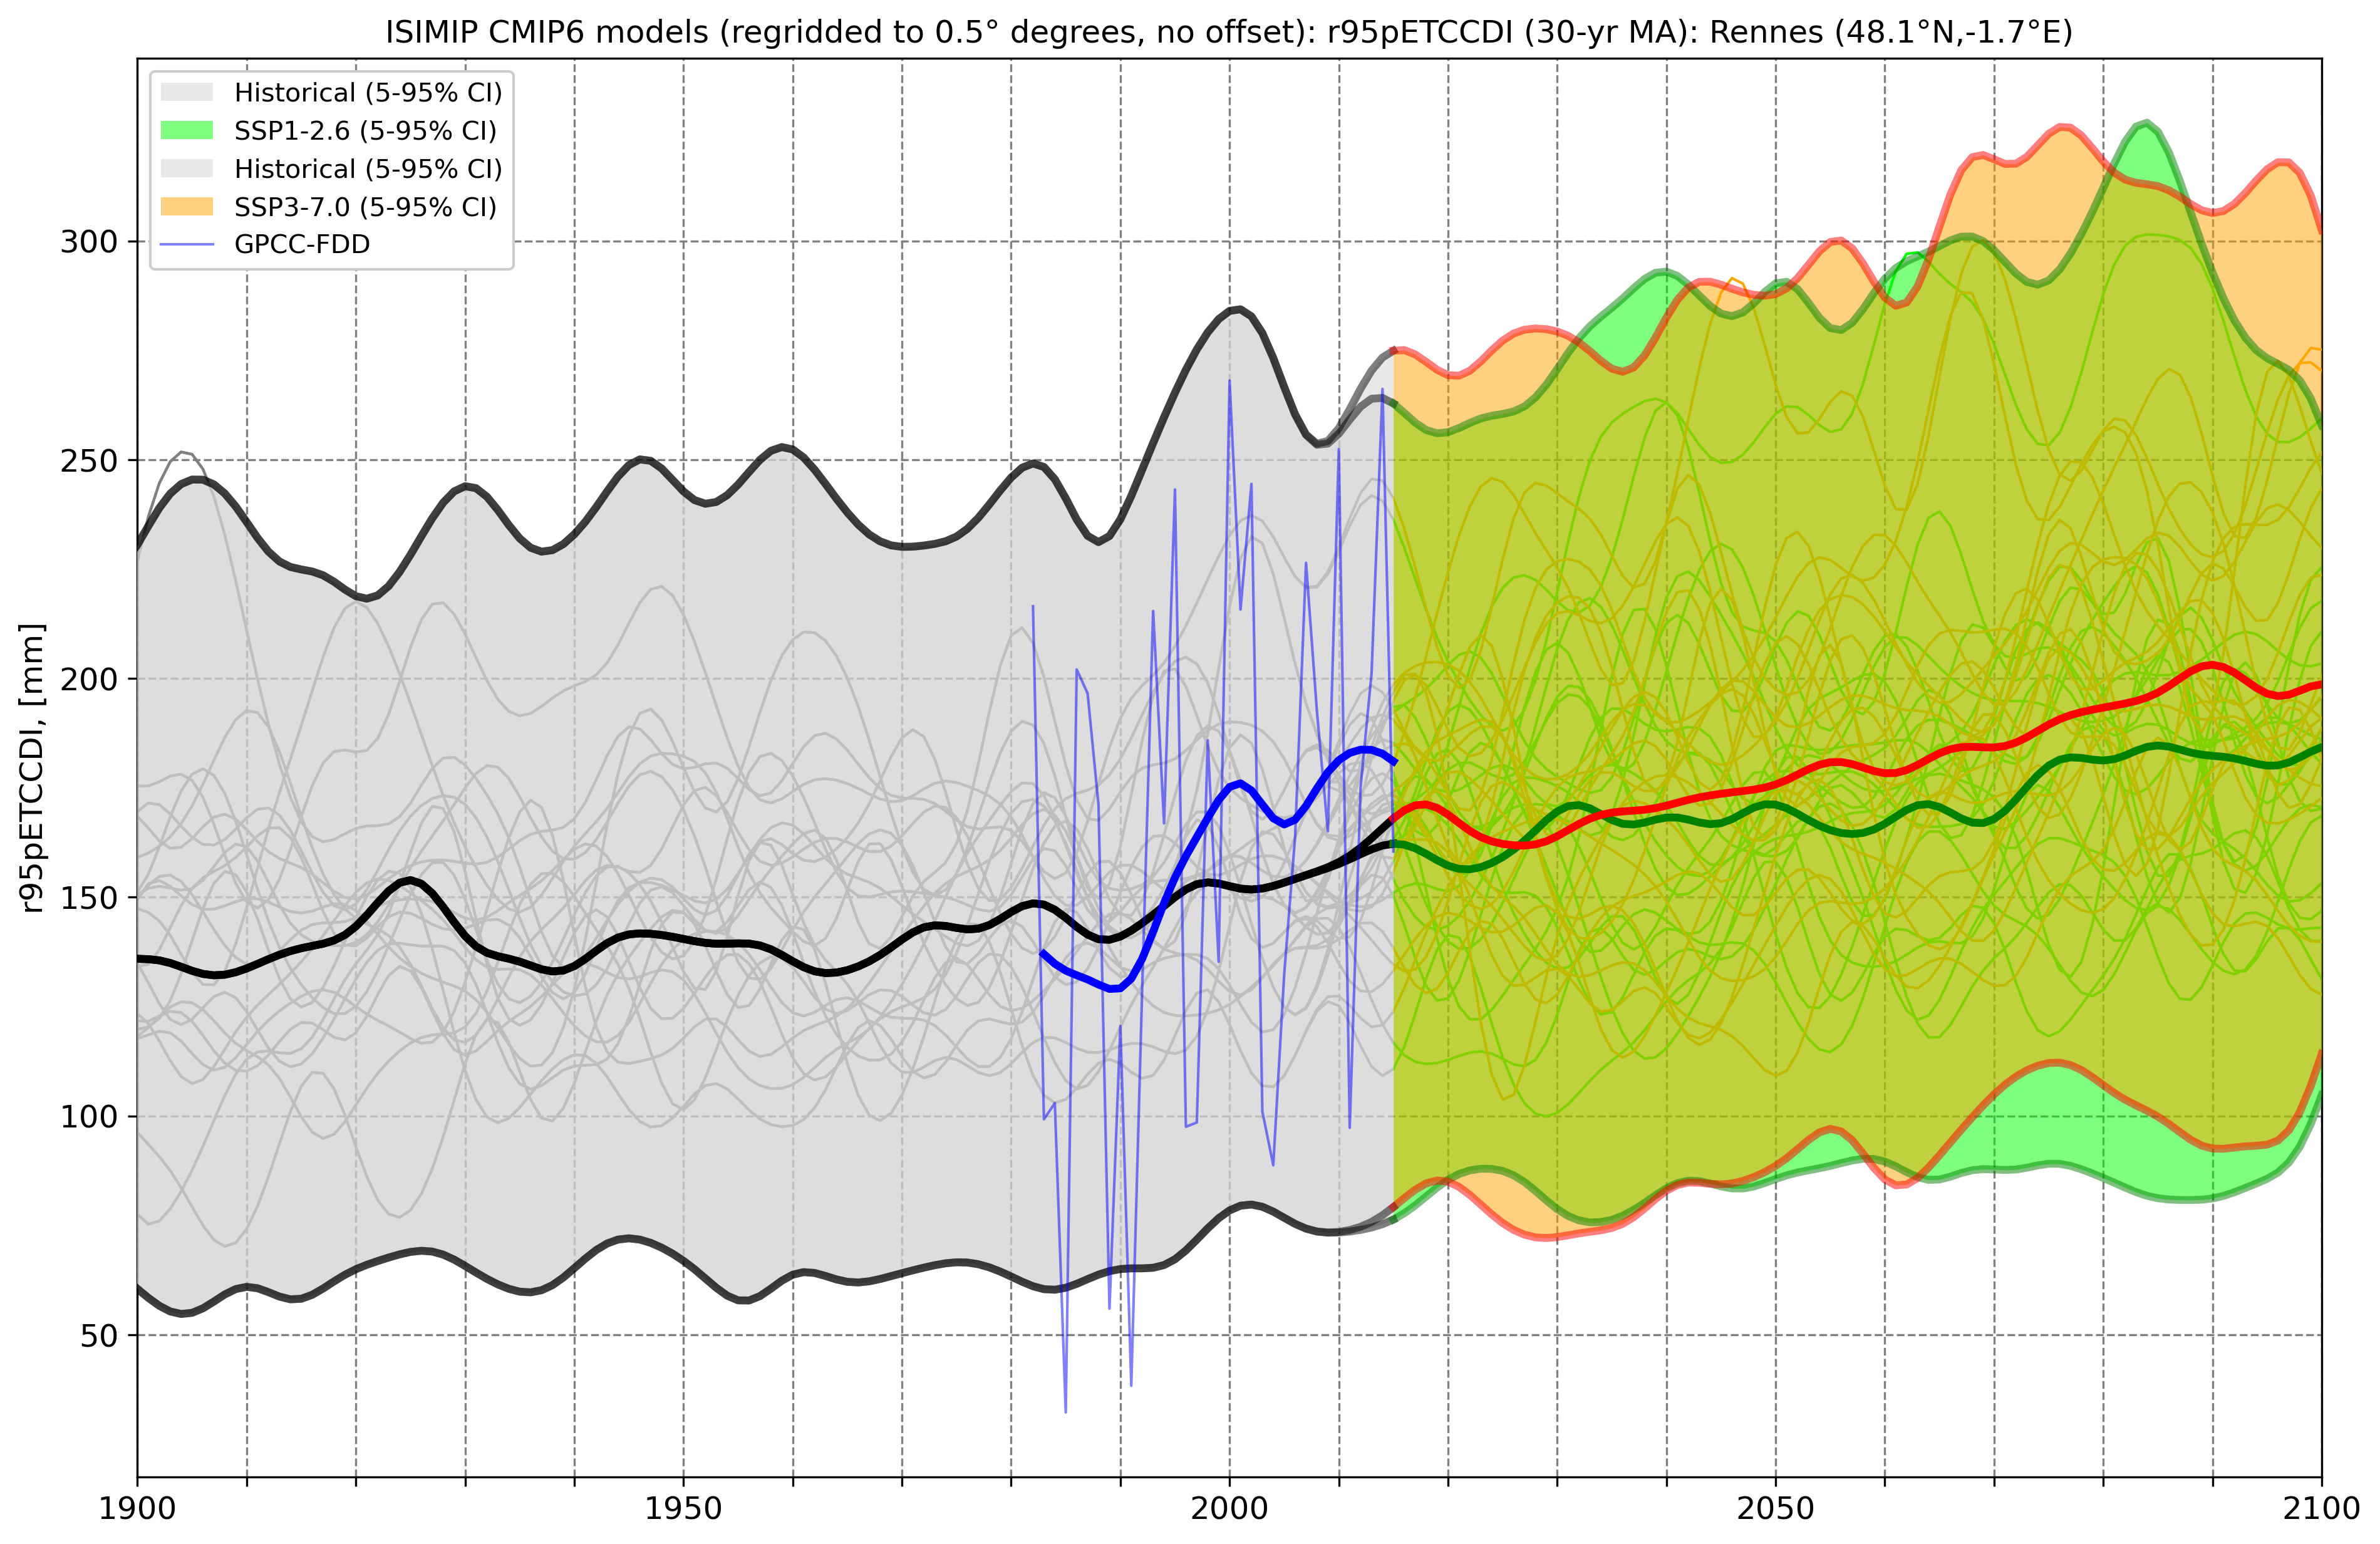 ISIMIP CMIP6 models (regridded to 0.5° degrees, no offset): r95pETCCDI (30-yr MA): Rennes (48.1°N,-1.7°E)
Historical (5-95% CI)
SSP1-2.6 (5-95% CI)
Historical (5-95% CI)
SSP3-7.0 (5-95% CI)
GPCC-FDD
r95pETCCDI, [mm]
300
250
200
150
100
50
1900 1950 2000 2050 2100